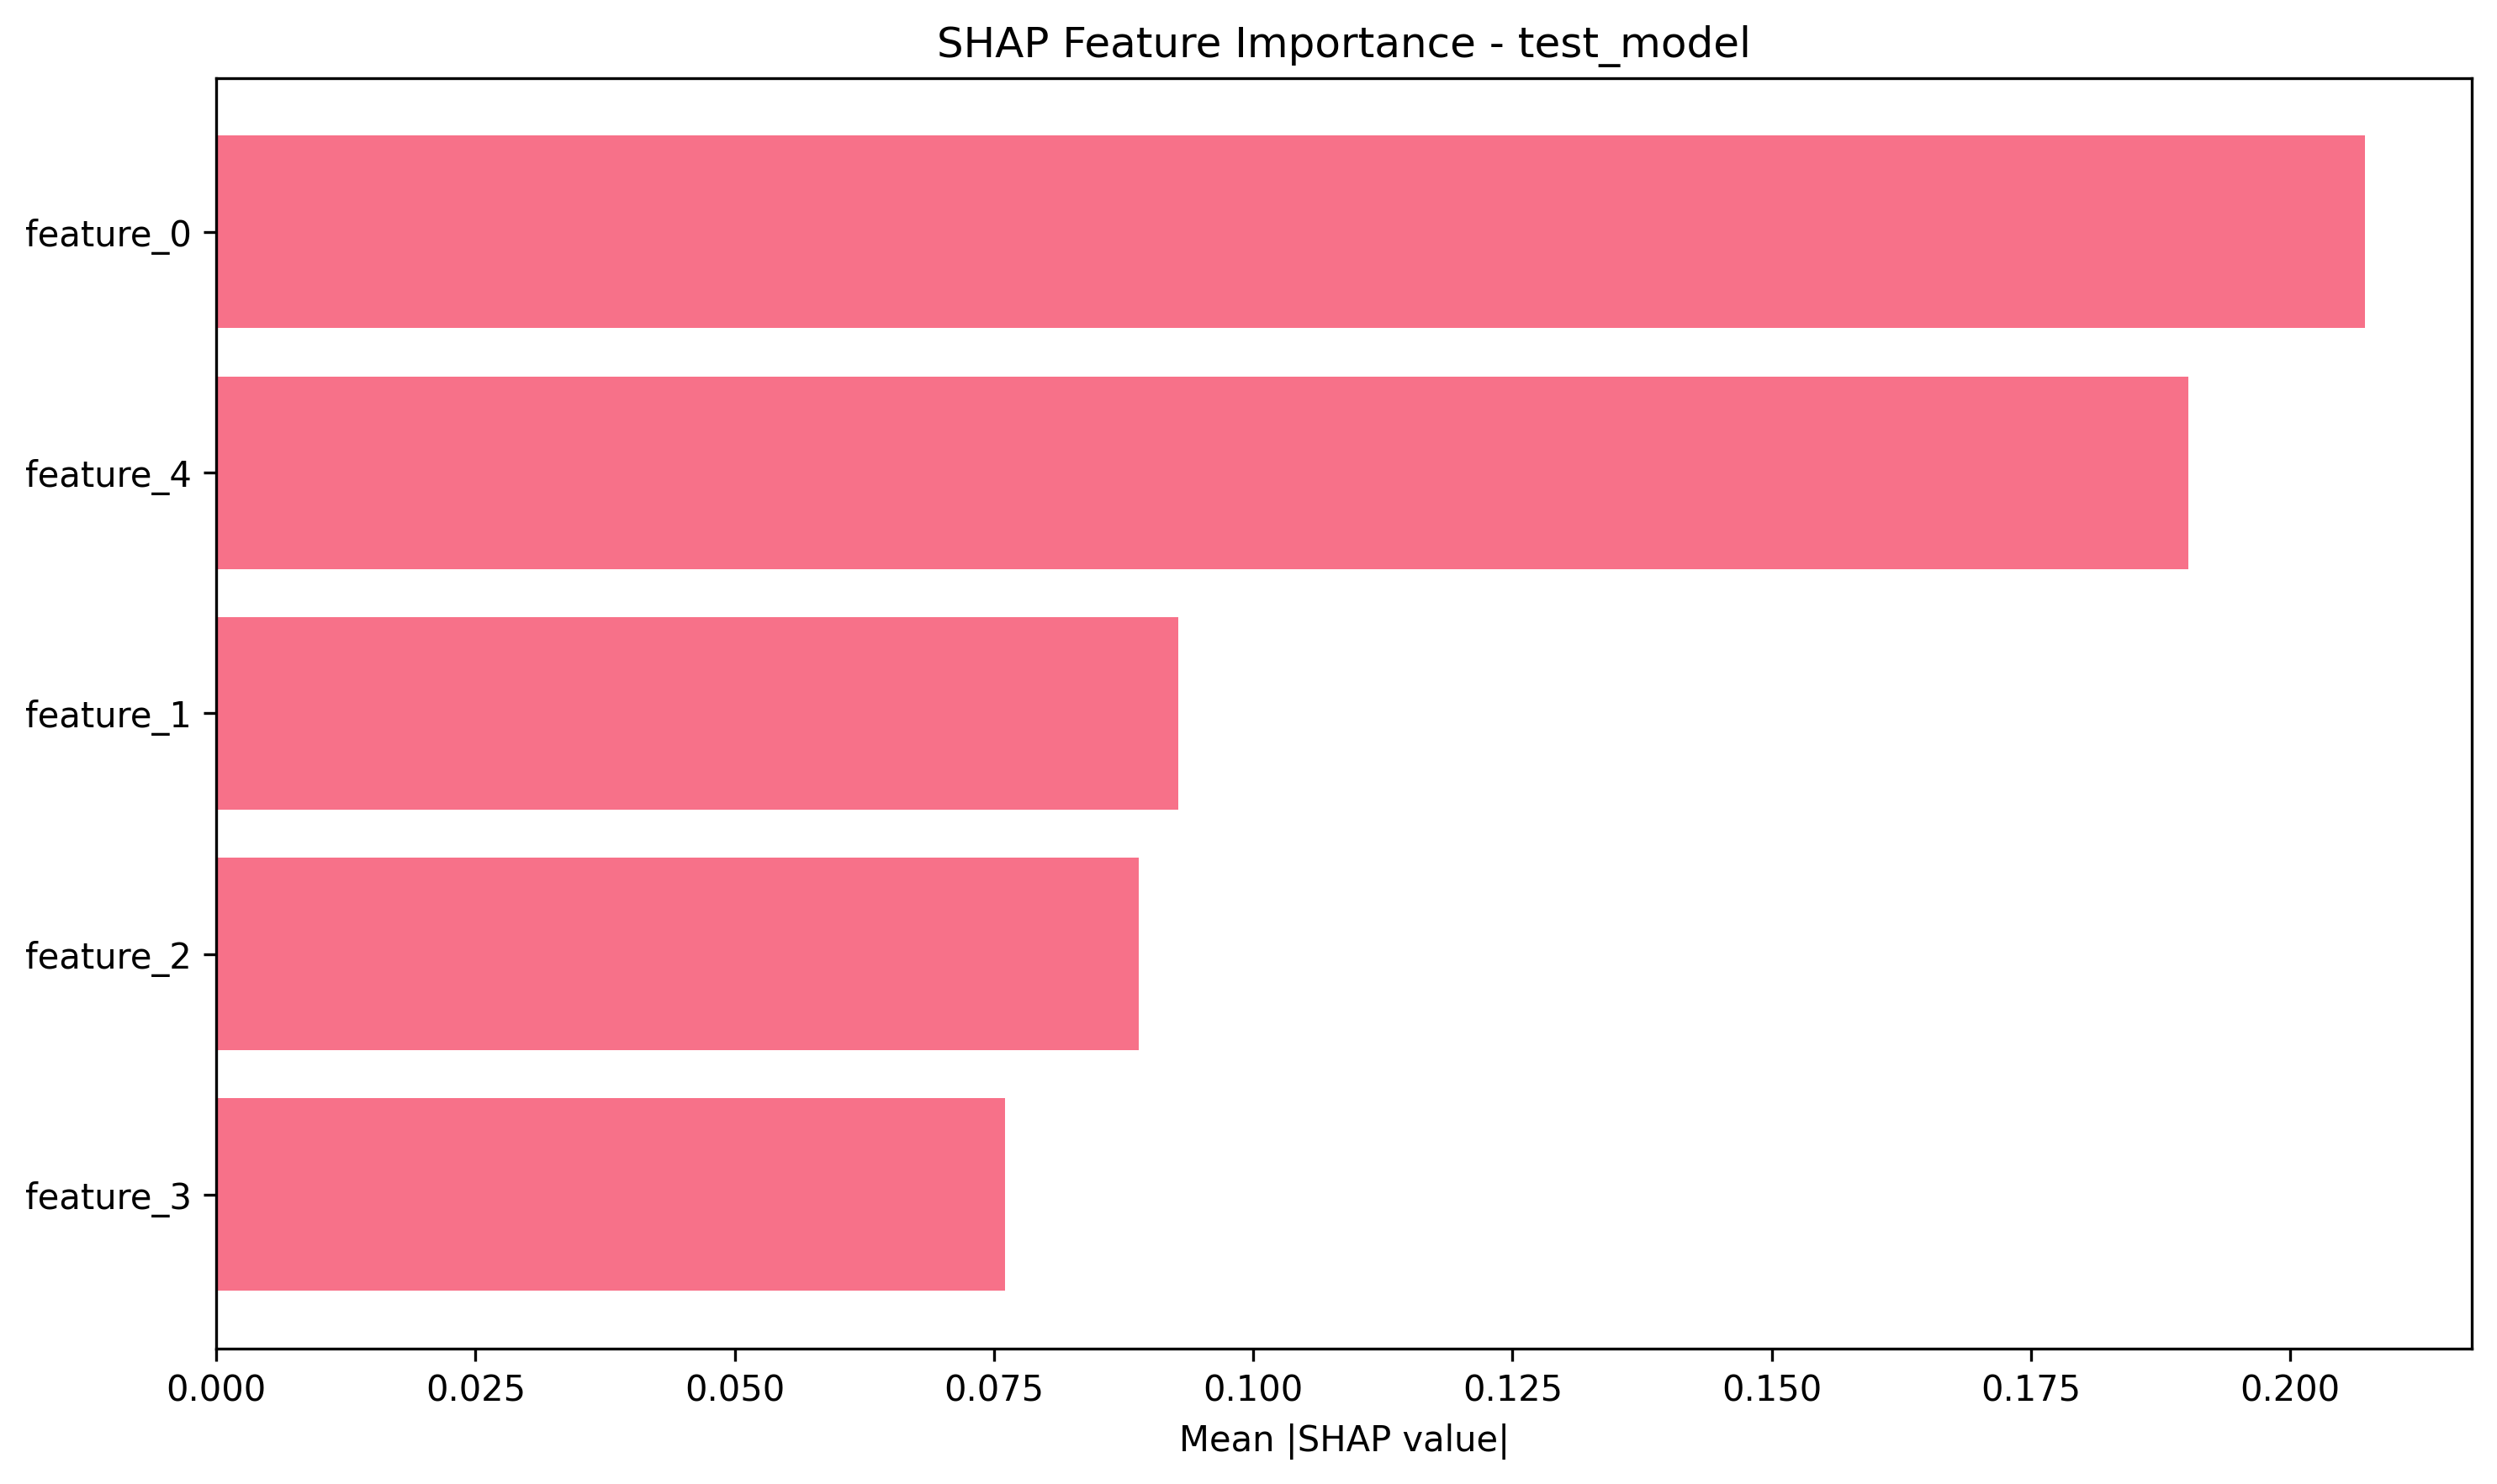 SHAP Feature Importance - test_model
feature_0
feature_4
feature_1
feature_2
feature_3
0.000 0.025 0.050 0.075 0.100 0.125 0.150 0.175 0.200
Mean |SHAP value|